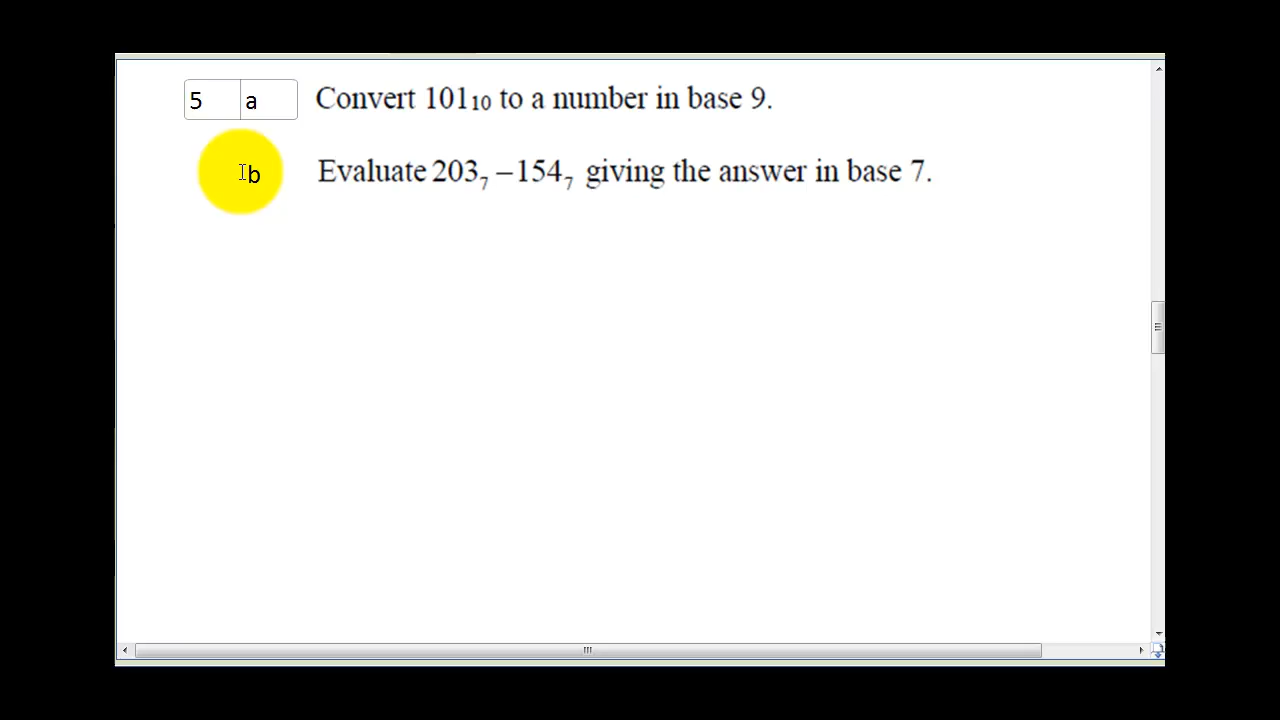 5 a Convert 101₁₀ to a number in base 9.
b Evaluate 203₇ − 154₇ giving the answer in base 7.